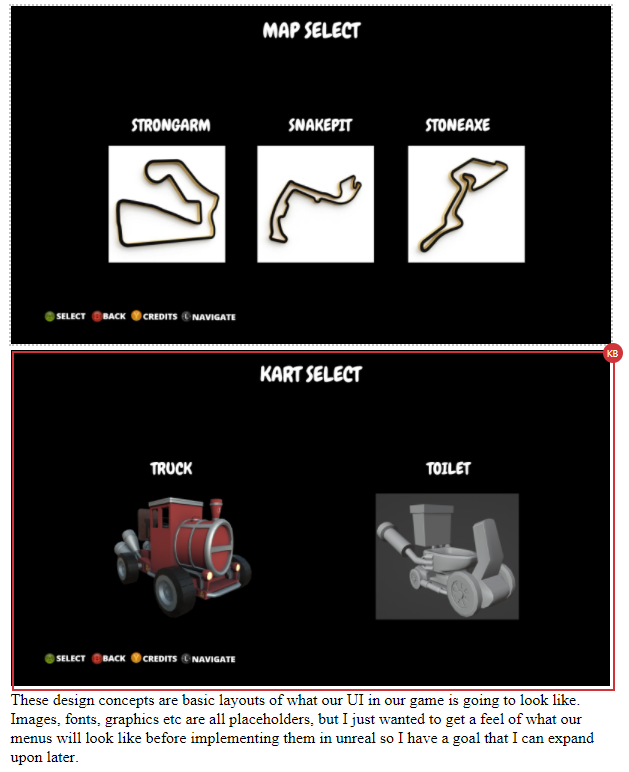 MAP SELECT
STRONGARM SNAKEPIT STONEAXE
SELECT BACK CREDITS NAVIGATE
KB
KART SELECT
TRUCK TOILET
SELECT BACK CREDITS NAVIGATE
These design concepts are basic layouts of what our UI in our game is going to look like.
Images, fonts, graphics etc are all placeholders, but I just wanted to get a feel of what our
menus will look like before implementing them in unreal so I have a goal that I can expand
upon later.